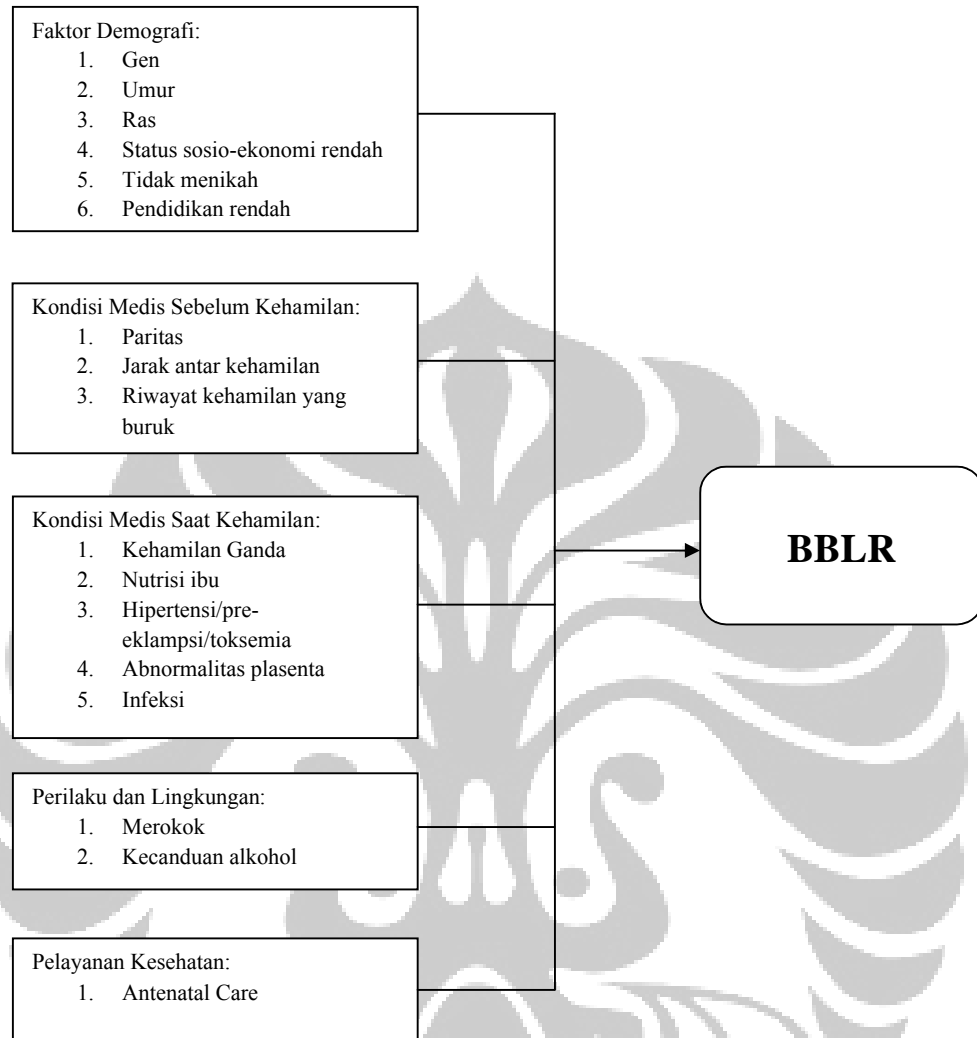 Faktor Demografi:
1. Gen
2. Umur
3. Ras
4. Status sosio-ekonomi rendah
5. Tidak menikah
6. Pendidikan rendah
Kondisi Medis Sebelum Kehamilan:
1. Paritas
2. Jarak antar kehamilan
3. Riwayat kehamilan yang
buruk
Kondisi Medis Saat Kehamilan:
1. Kehamilan Ganda
2. Nutrisi ibu
3. Hipertensi/pre-
eklampsi/toksemia
4. Abnormalitas plasenta
5. Infeksi
Perilaku dan Lingkungan:
1. Merokok
2. Kecanduan alkohol
Pelayanan Kesehatan:
1. Antenatal Care
BBLR